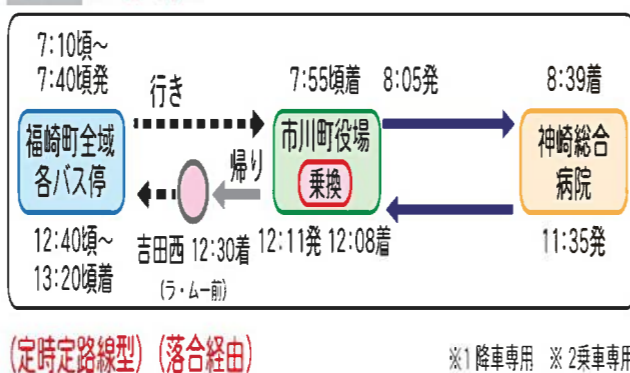 7:10頃～
7:40頃発
行き
7:55頃着 8:05発
8:39着
福崎町全域
各バス停
市川町役場
乗換
神崎総合
病院
帰り
12:40頃～
13:20頃着
吉田西 12:30着
(ラ・ムー前)
12:11発 12:08着
11:35発
(定時定路線型) (落合経由)
※1 降車専用 ※2乗車専用